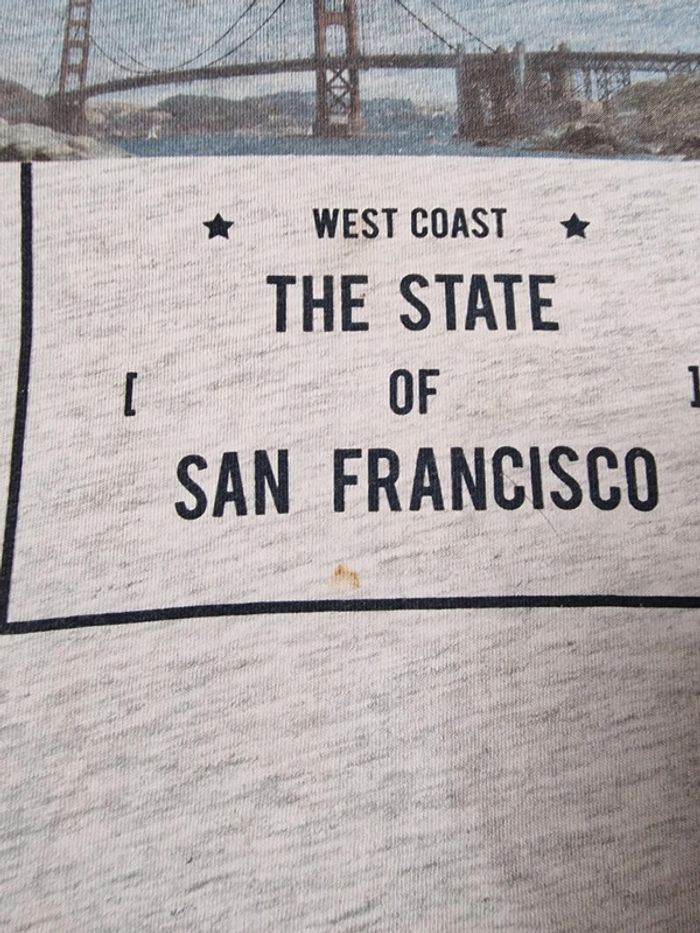 ★ WEST COAST ★
THE STATE
[ OF ]
SAN FRANCISCO